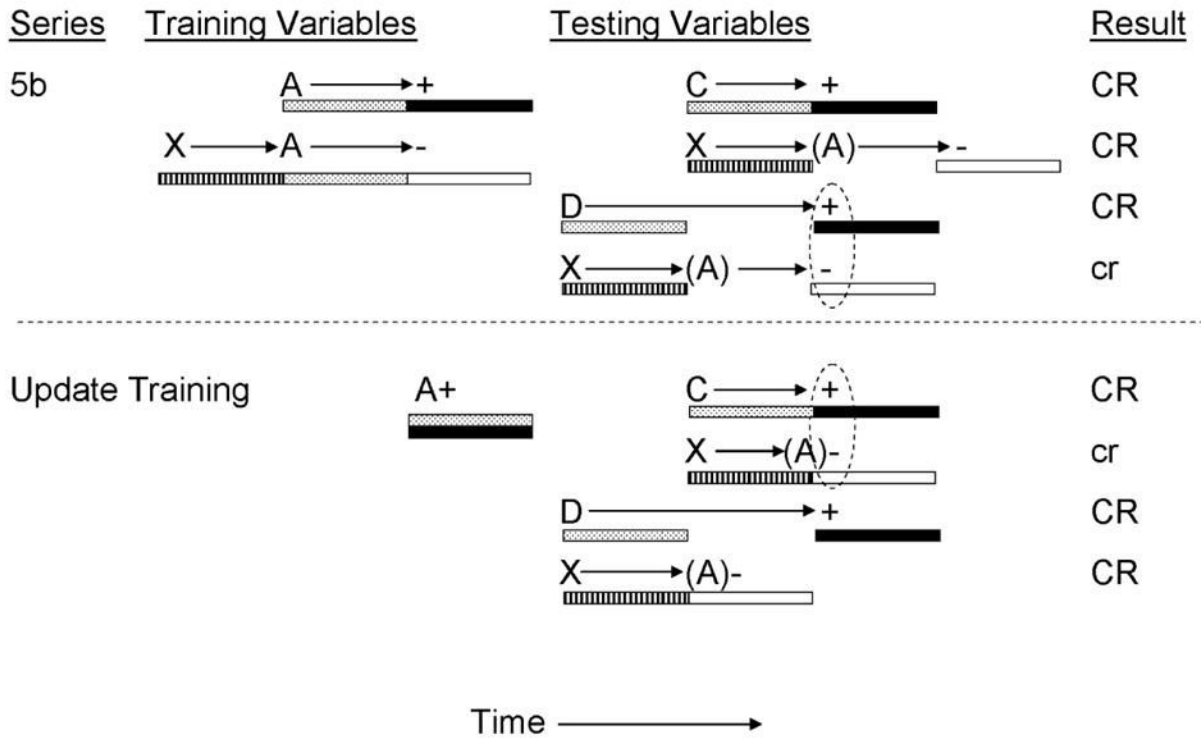 Series Training Variables Testing Variables Result
5b A + C + CR
X A - X (A) - CR
D + CR
X (A) - cr
Update Training A+ C + CR
X (A)- cr
D + CR
X (A)- CR
Time